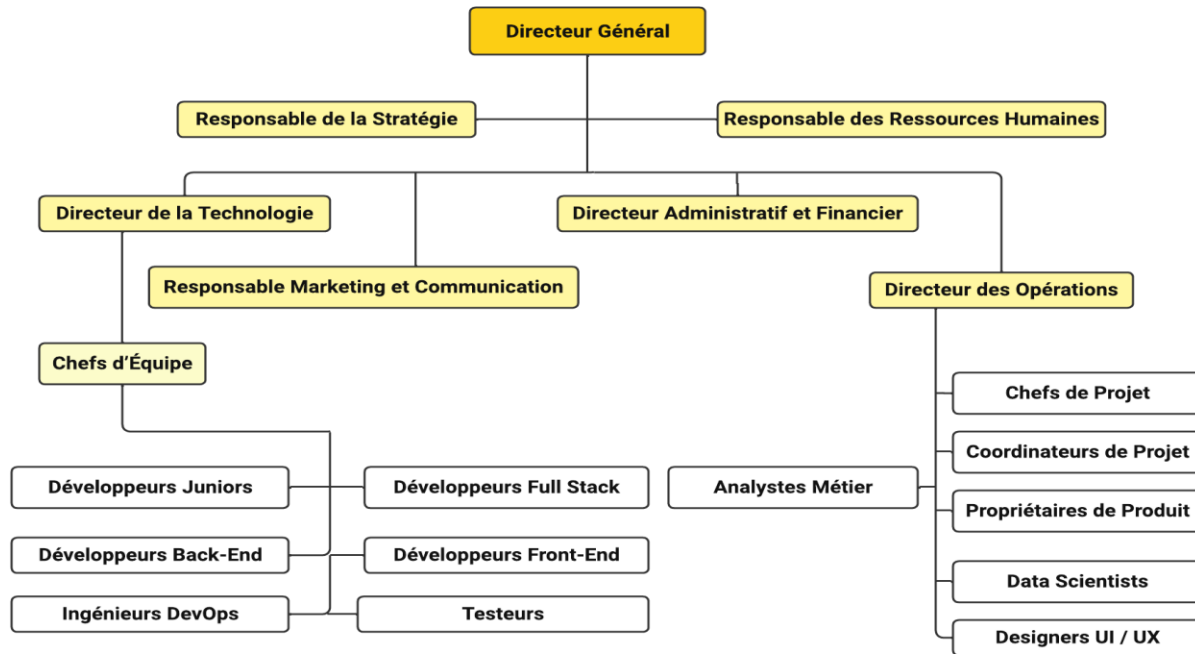 Directeur Général
Responsable de la Stratégie
Responsable des Ressources Humaines
Directeur de la Technologie
Directeur Administratif et Financier
Responsable Marketing et Communication
Directeur des Opérations
Chefs d’Équipe
Chefs de Projet
Coordinateurs de Projet
Développeurs Juniors
Développeurs Full Stack
Analystes Métier
Propriétaires de Produit
Développeurs Back-End
Développeurs Front-End
Data Scientists
Ingénieurs DevOps
Testeurs
Designers UI / UX